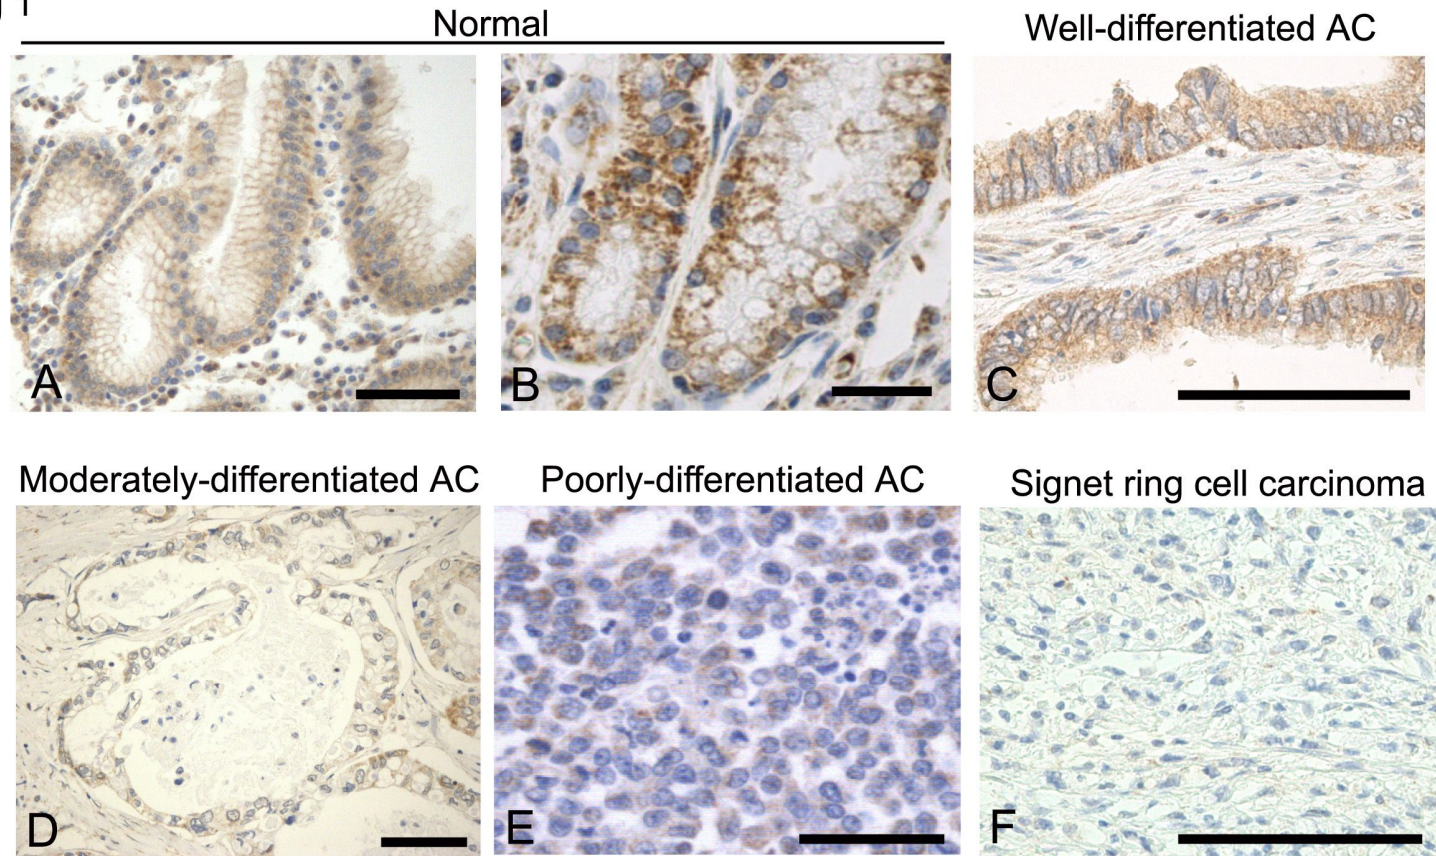 Normal
Well-differentiated AC
A
B
C
Moderately-differentiated AC
Poorly-differentiated AC
Signet ring cell carcinoma
D
E
F